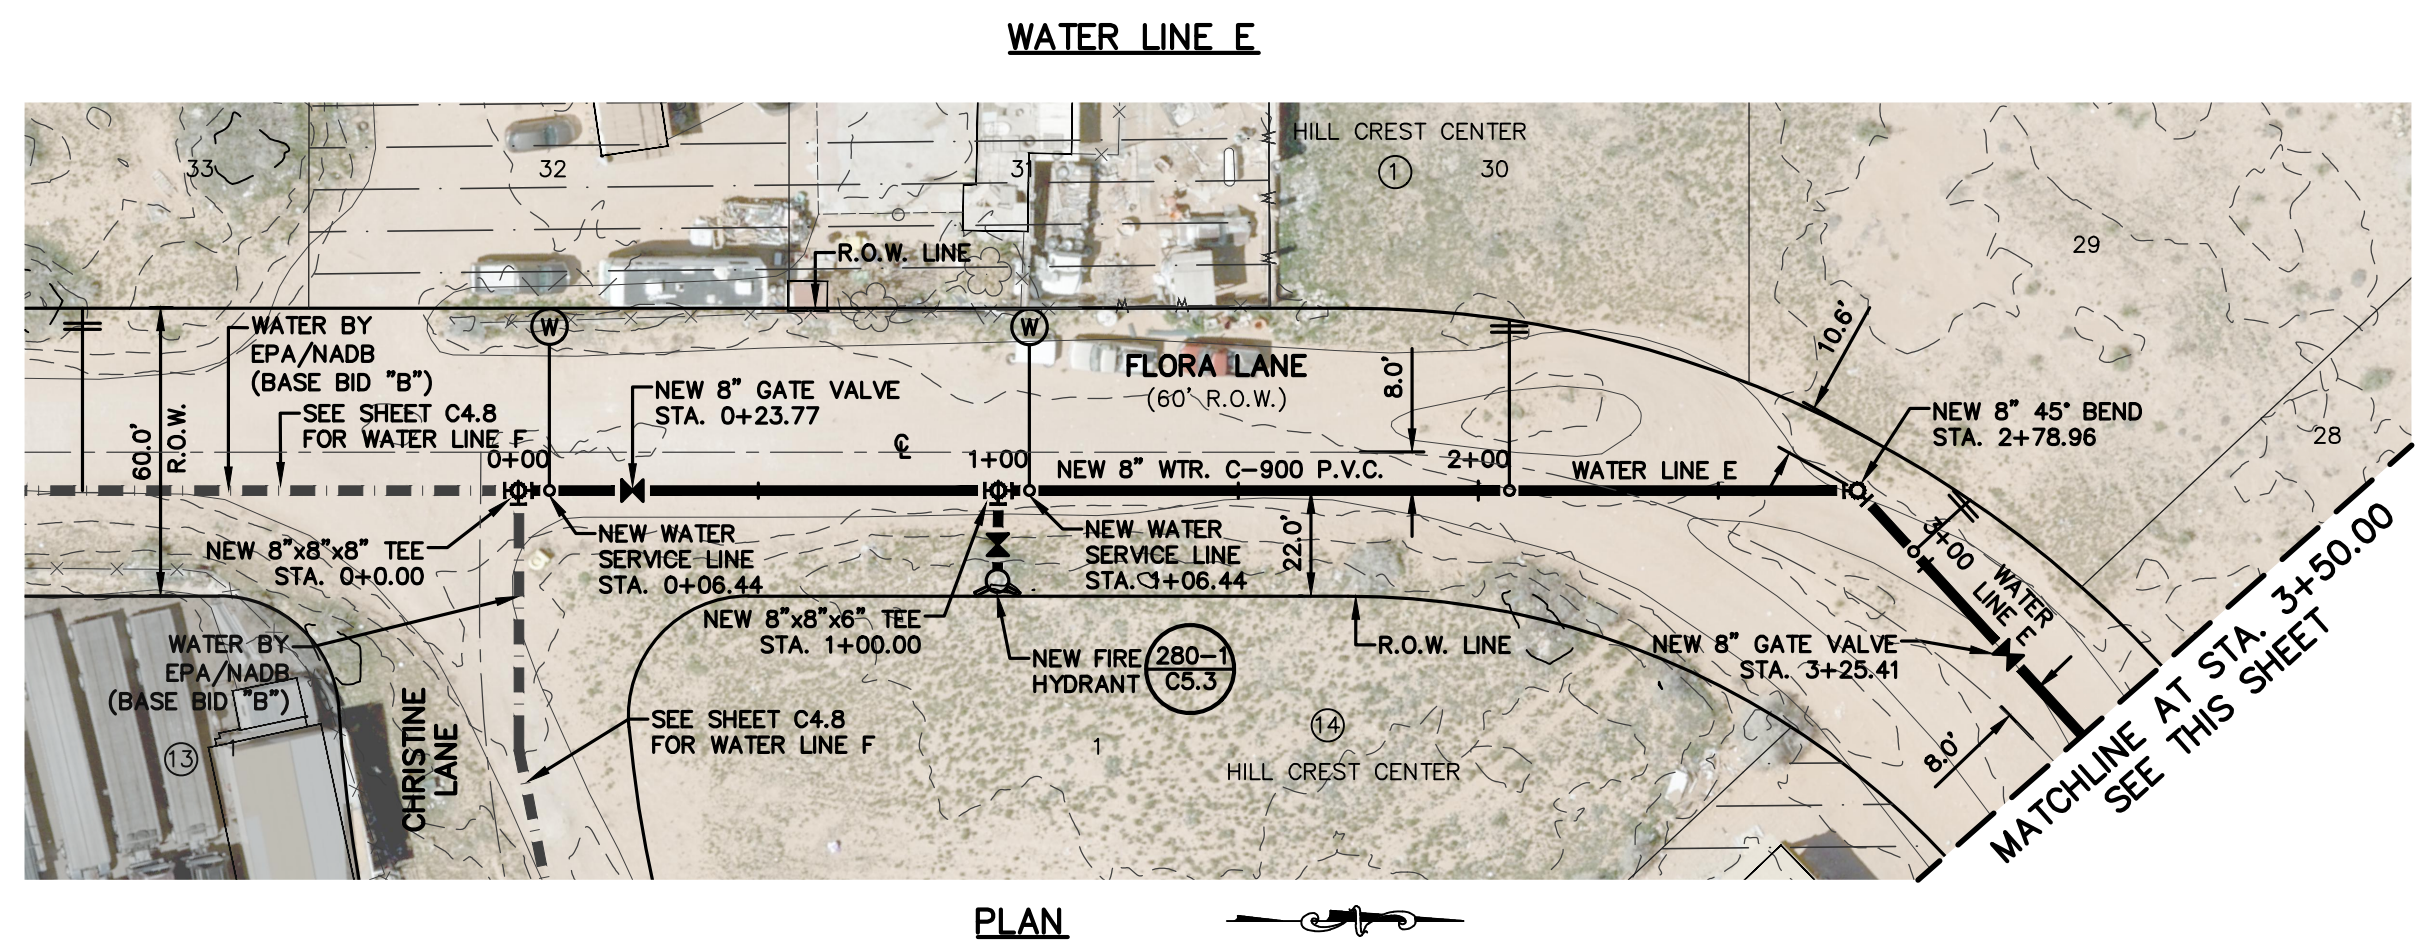 WATER LINE E
HILL CREST CENTER
1
33
32
31
30
29
28
R.O.W. LINE
W
W
WATER BY
EPA/NADB
(BASE BID "B")
SEE SHEET C4.8
FOR WATER LINE F
60.0'
R.O.W.
NEW 8" GATE VALVE
STA. 0+23.77
FLORA LANE
(60' R.O.W.)
8.0'
10.6'
NEW 8" 45° BEND
STA. 2+78.96
0+00
1+00
2+00
NEW 8" WTR. C-900 P.V.C.
WATER LINE E
NEW 8"x8"x8" TEE
STA. 0+0.00
NEW WATER
SERVICE LINE
STA. 0+06.44
NEW WATER
SERVICE LINE
STA. 1+06.44
22.0'
3+00
WATER
LINE E
NEW 8"x8"x6" TEE
STA. 1+00.00
WATER BY
EPA/NADB
(BASE BID "B")
NEW FIRE
HYDRANT
280-1
C5.3
R.O.W. LINE
NEW 8" GATE VALVE
STA. 3+25.41
MATCHLINE AT STA. 3+50.00
SEE THIS SHEET
CHRISTINE
LANE
SEE SHEET C4.8
FOR WATER LINE F
13
1
1
14
HILL CREST CENTER
8.0'
PLAN